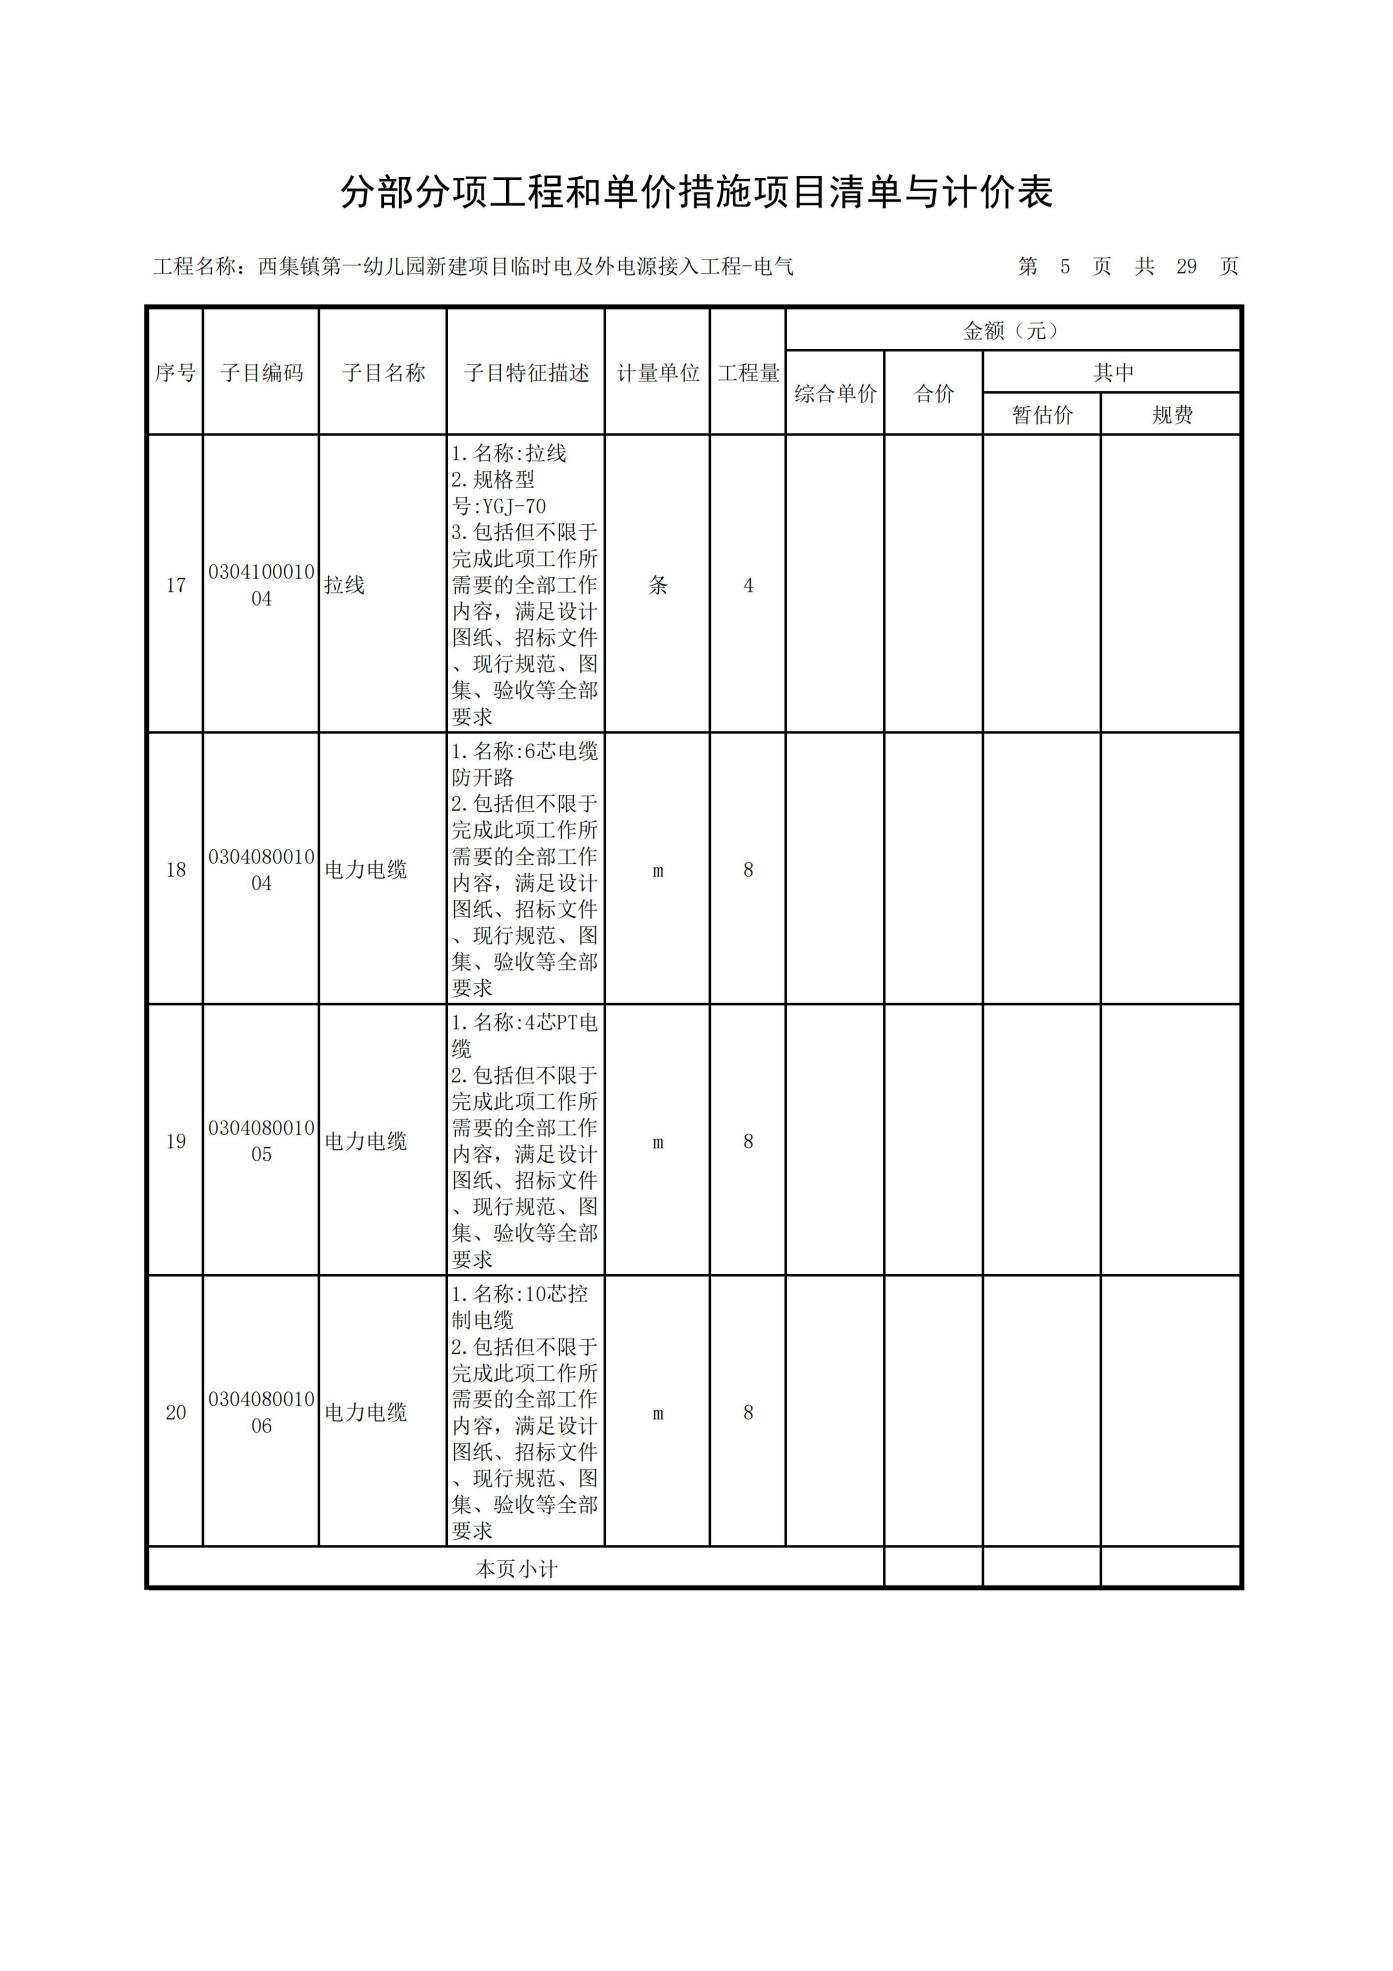 分部分项工程和单价措施项目清单与计价表
工程名称：西集镇第一幼儿园新建项目临时电及外电源接入工程-电气
第 5 页 共 29 页
序号 子目编码 子目名称 子目特征描述 计量单位 工程量 金额（元）
综合单价 合价 其中
暂估价 规费
17
0304100010
04
拉线
1.名称:拉线
2.规格型
号:YGJ-70
3.包括但不限于
完成此项工作所
需要的全部工作
内容，满足设计
图纸、招标文件
、现行规范、图
集、验收等全部
要求
条
4
18
0304080010
04
电力电缆
1.名称:6芯电缆
防开路
2.包括但不限于
完成此项工作所
需要的全部工作
内容，满足设计
图纸、招标文件
、现行规范、图
集、验收等全部
要求
m
8
19
0304080010
05
电力电缆
1.名称:4芯PT电
缆
2.包括但不限于
完成此项工作所
需要的全部工作
内容，满足设计
图纸、招标文件
、现行规范、图
集、验收等全部
要求
m
8
20
0304080010
06
电力电缆
1.名称:10芯控
制电缆
2.包括但不限于
完成此项工作所
需要的全部工作
内容，满足设计
图纸、招标文件
、现行规范、图
集、验收等全部
要求
m
8
本页小计